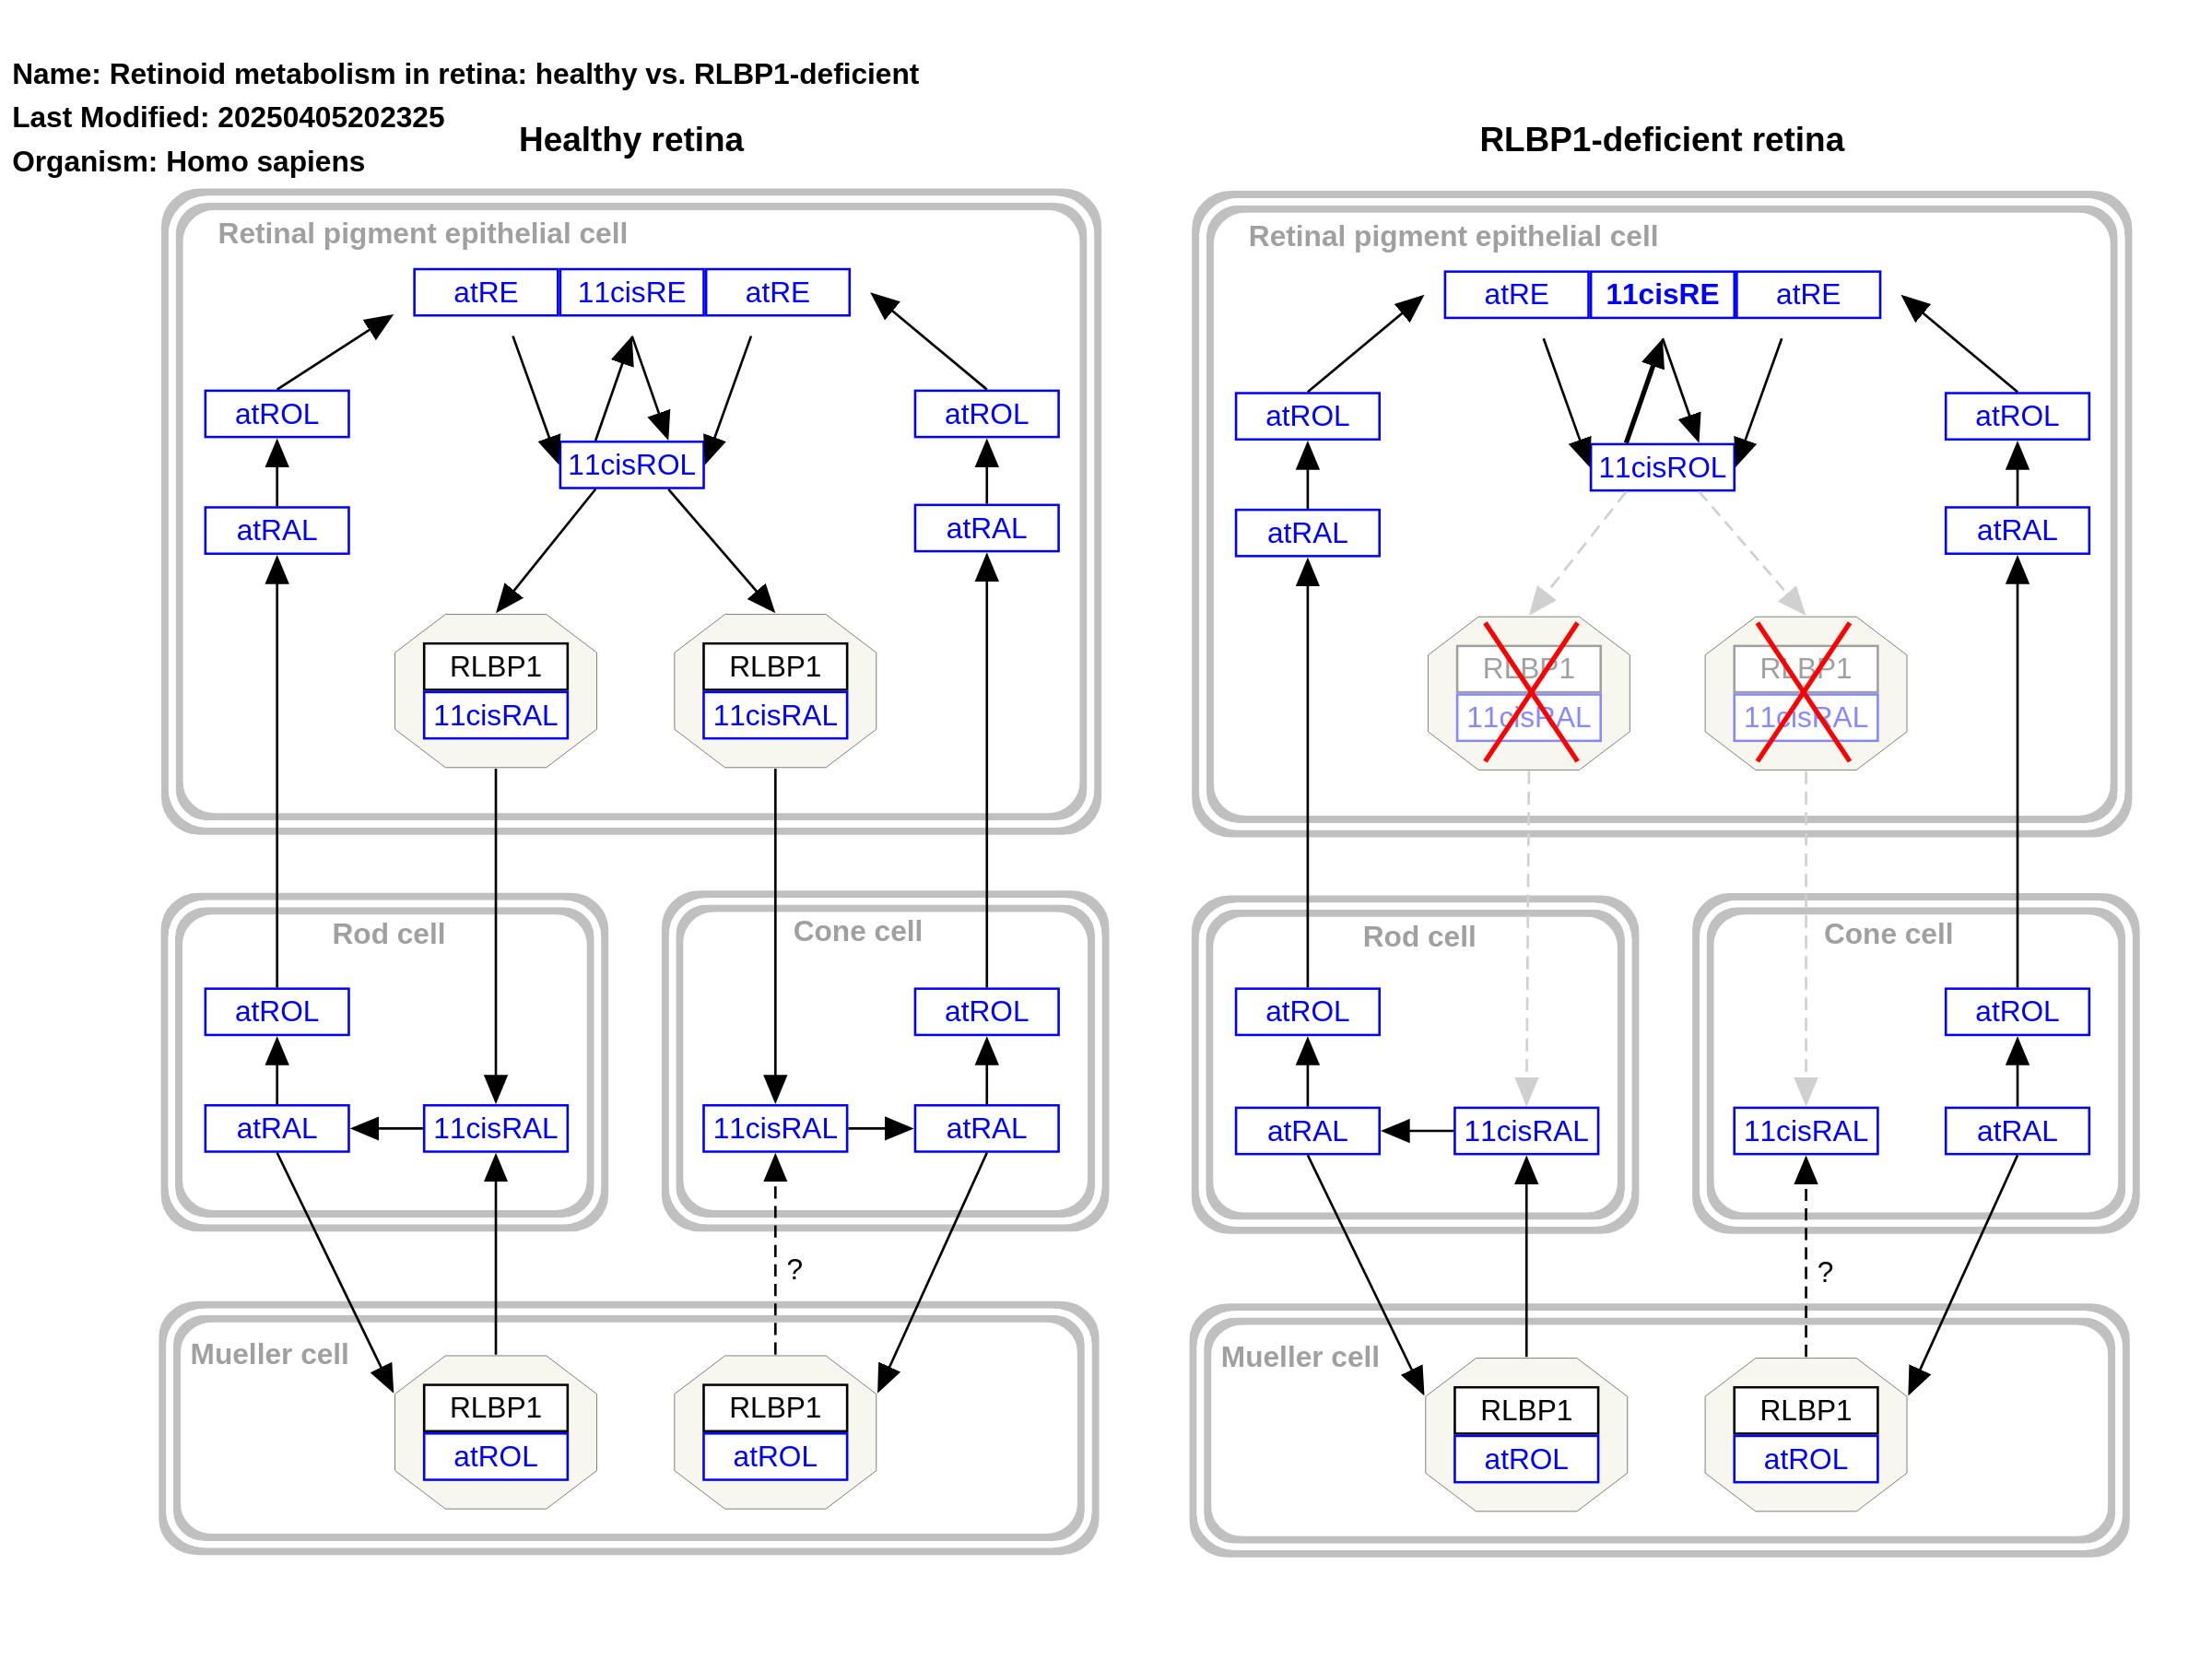 Name: Retinoid metabolism in retina: healthy vs. RLBP1-deficient
Last Modified: 20250405202325
Organism: Homo sapiens
Healthy retina
Retinal pigment epithelial cell
atRE
11cisRE
atRE
atROL
atROL
11cisROL
atRAL
atRAL
RLBP1
11cisRAL
RLBP1
11cisRAL
Rod cell
atROL
atRAL
11cisRAL
Cone cell
atROL
11cisRAL
atRAL
?
Mueller cell
RLBP1
atROL
RLBP1
atROL
RLBP1-deficient retina
Retinal pigment epithelial cell
atRE
11cisRE
atRE
atROL
atROL
11cisROL
atRAL
atRAL
RLBP1
11cisRAL
RLBP1
11cisRAL
Rod cell
atROL
atRAL
11cisRAL
Cone cell
atROL
11cisRAL
atRAL
?
Mueller cell
RLBP1
atROL
RLBP1
atROL